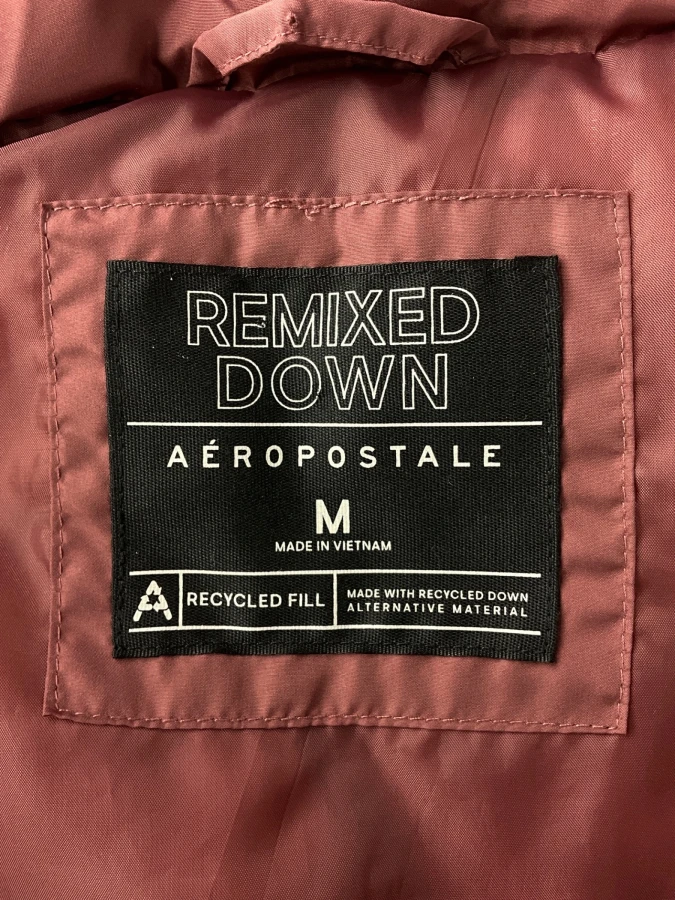 REMIXED
DOWN
AÉROPOSTALE
M
MADE IN VIETNAM
RECYCLED FILL
MADE WITH RECYCLED DOWN
ALTERNATIVE MATERIAL